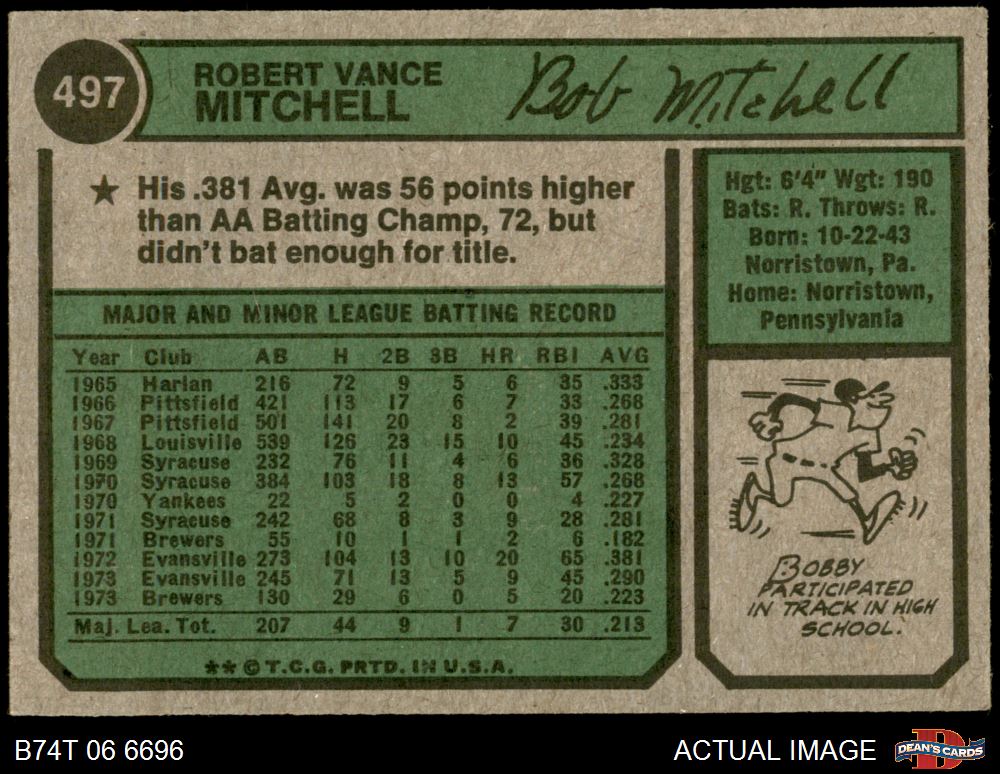 497
ROBERT VANCE
MITCHELL
Bob Mitchell
★ His .381 Avg. was 56 points higher
than AA Batting Champ, 72, but
didn't bat enough for title.
Hgt: 6'4" Wgt: 190
Bats: R. Throws: R.
Born: 10-22-43
Norristown, Pa.
Home: Norristown,
Pennsylvania
MAJOR AND MINOR LEAGUE BATTING RECORD
Year Club AB H 2B 3B HR RBI AVG
1965 Harlan 216 72 9 5 6 35 .333
1966 Pittsfield 421 113 17 6 7 33 .268
1967 Pittsfield 501 141 20 8 2 39 .281
1968 Louisville 539 126 23 15 10 45 .234
1969 Syracuse 232 76 11 4 6 36 .328
1970 Syracuse 384 103 18 8 13 57 .268
1970 Yankees 22 5 2 0 0 4 .227
1971 Syracuse 242 68 8 3 9 28 .281
1971 Brewers 55 10 1 1 2 6 .182
1972 Evansville 273 104 13 10 20 65 .381
1973 Evansville 245 71 13 5 9 45 .290
1973 Brewers 130 29 6 0 5 20 .223
Maj. Lea. Tot. 207 44 9 1 7 30 .213
** © T.C.G. PRTD. IN U.S.A.
BOBBY
PARTICIPATED
IN TRACK IN HIGH
SCHOOL.
B74T 06 6696
ACTUAL IMAGE
DEAN'S CARDS